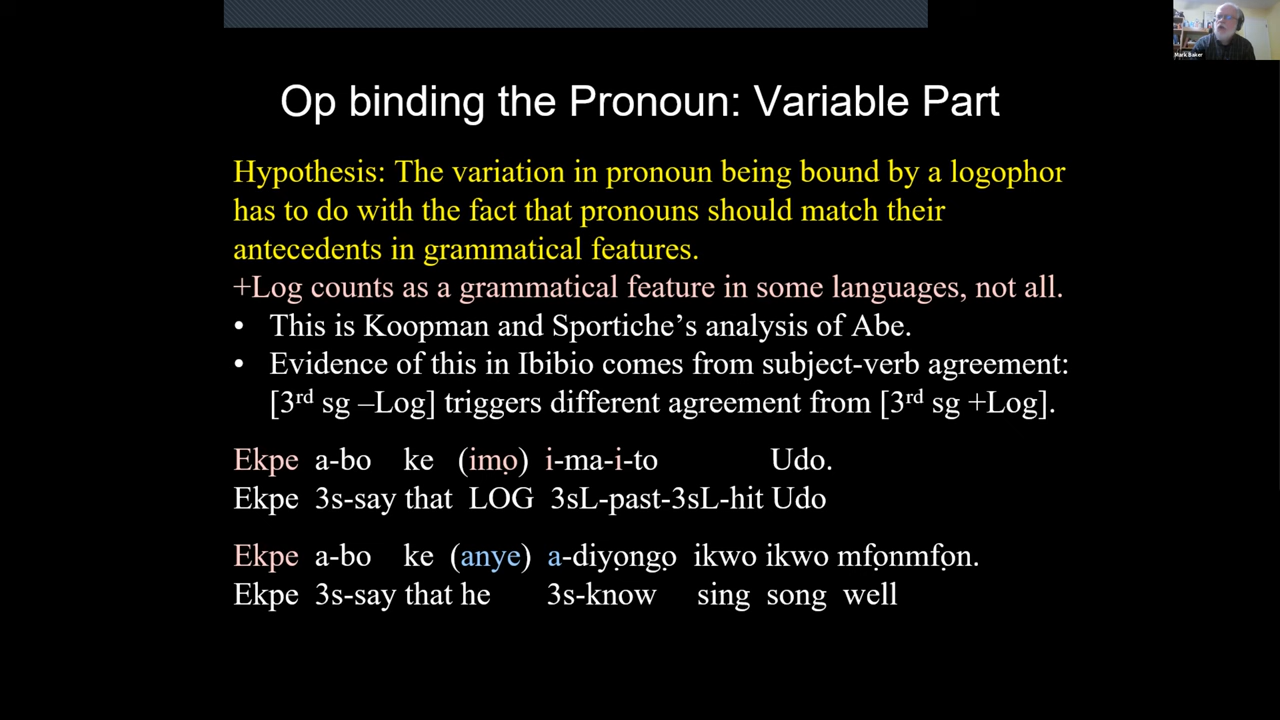 Op binding the Pronoun: Variable Part
Mark Baker
Hypothesis: The variation in pronoun being bound by a logophor
has to do with the fact that pronouns should match their
antecedents in grammatical features.
+Log counts as a grammatical feature in some languages, not all.
• This is Koopman and Sportiche’s analysis of Abe.
• Evidence of this in Ibibio comes from subject-verb agreement:
[3rd sg –Log] triggers different agreement from [3rd sg +Log].
Ekpe a-bo ke (imọ) i-ma-i-to Udo.
Ekpe 3s-say that LOG 3sL-past-3sL-hit Udo
Ekpe a-bo ke (anye) a-diyọngọ ikwo ikwo mfọnmfọn.
Ekpe 3s-say that he 3s-know sing song well